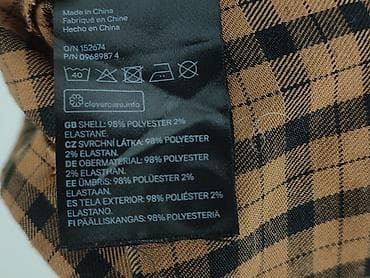 Made in China
Fabriqué en Chine
Hecho en China
O/N 152674
P/N 0968987 4
40
clevercare.info
GB SHELL: 98% POLYESTER 2%
ELASTANE.
CZ SVRCHNÍ LÁTKA: 98% POLYESTER
2% ELASTAN.
DE OBERMATERIAL: 98% POLYESTER
2% ELASTHAN.
EE ÜMBRIS: 98% POLÜESTER 2%
ELASTAAN.
ES TELA EXTERIOR: 98% POLIÉSTER 2%
ELASTANO.
FI PÄÄLLISKANGAS: 98% POLYESTERIÄ